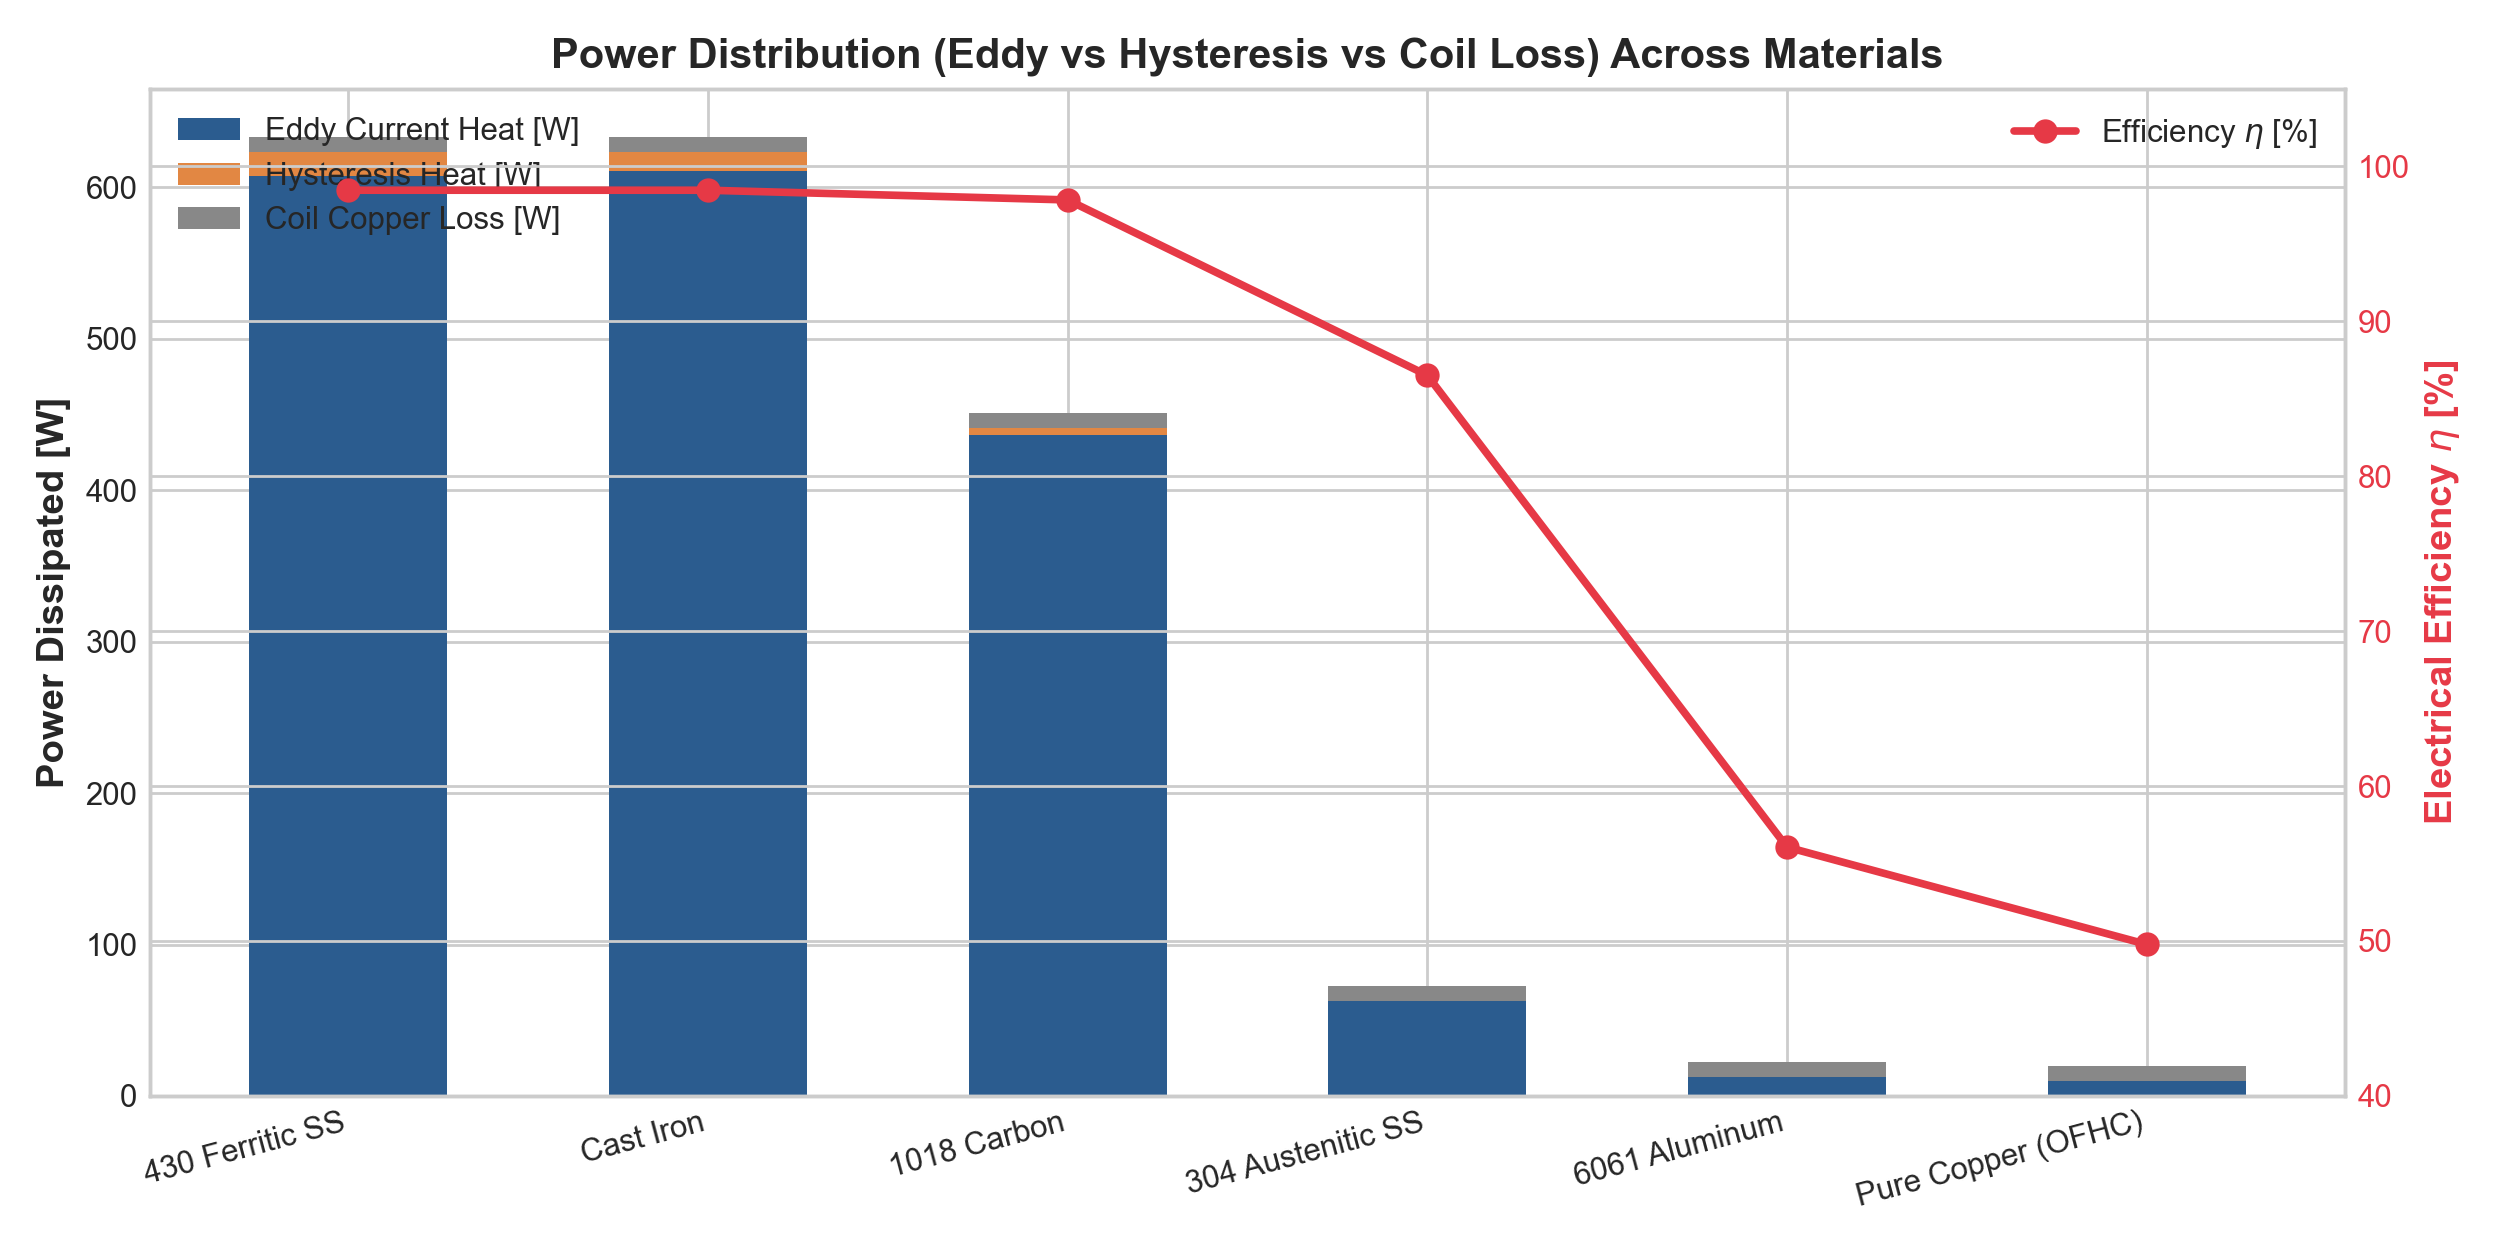 Power Distribution (Eddy vs Hysteresis vs Coil Loss) Across Materials
Eddy Current Heat [W]
Hysteresis Heat [W]
Coil Copper Loss [W]
Efficiency η [%]
Power Dissipated [W]
600
500
400
300
200
100
0
Electrical Efficiency η [%]
100
90
80
70
60
50
40
430 Ferritic SS
Cast Iron
1018 Carbon
304 Austenitic SS
6061 Aluminum
Pure Copper (OFHC)